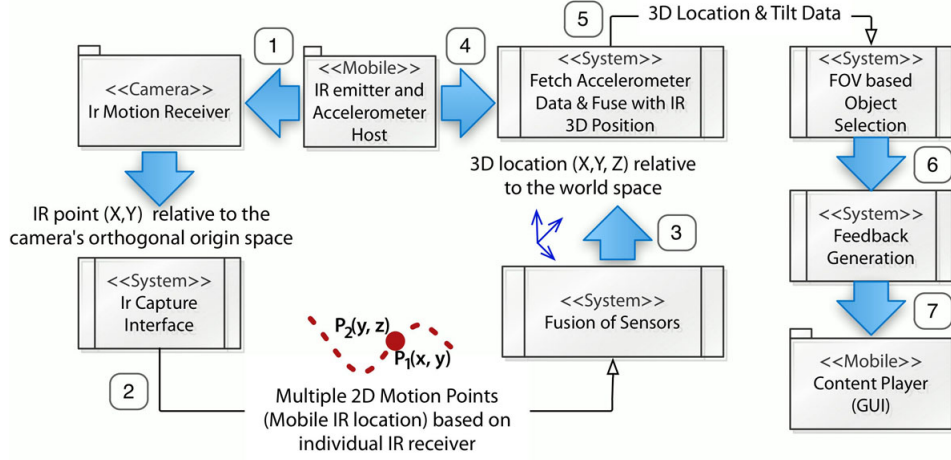 1
<<Camera>>
Ir Motion Receiver
<<Mobile>>
IR emitter and
Accelerometer
Host
4
5
<<System>>
Fetch Accelerometer
Data & Fuse with IR
3D Position
3D Location & Tilt Data
<<System>>
FOV based
Object
Selection
IR point (X,Y) relative to the
camera's orthogonal origin space
<<System>>
Ir Capture
Interface
2
P2(y, z)
P1(x, y)
Multiple 2D Motion Points
(Mobile IR location) based on
individual IR receiver
3D location (X,Y, Z) relative
to the world space
3
<<System>>
Fusion of Sensors
6
<<System>>
Feedback
Generation
7
<<Mobile>>
Content Player
(GUI)